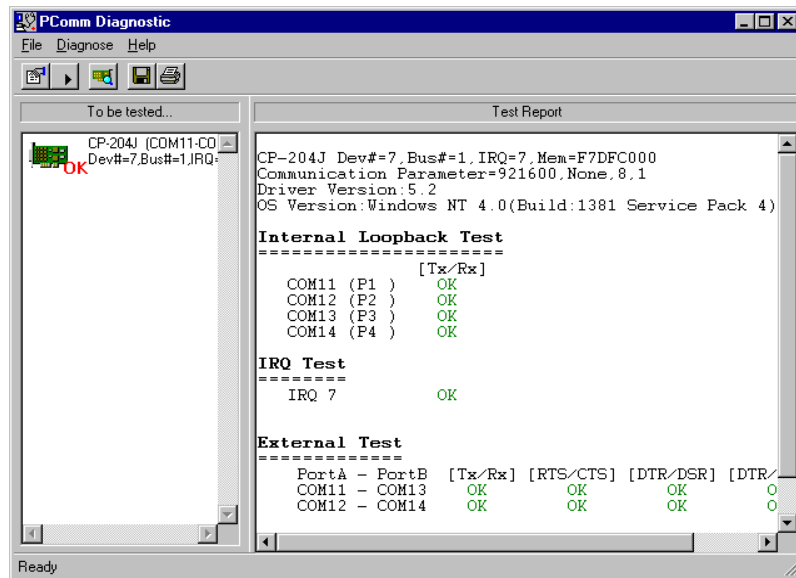 PComm Diagnostic
File Diagnose Help
To be tested...
CP-204J (COM11-CO
Dev#=7,Bus#=1,IRQ=
OK
Test Report
CP-204J Dev#=7,Bus#=1,IRQ=7,Mem=F7DFC000
Communication Parameter=921600,None,8,1
Driver Version:5.2
OS Version:Windows NT 4.0(Build:1381 Service Pack 4)
Internal Loopback Test
=======================
[Tx/Rx]
COM11 (P1 ) OK
COM12 (P2 ) OK
COM13 (P3 ) OK
COM14 (P4 ) OK
IRQ Test
========
IRQ 7 OK
External Test
=============
PortA - PortB [Tx/Rx] [RTS/CTS] [DTR/DSR] [DTR/
COM11 - COM13 OK OK OK O
COM12 - COM14 OK OK OK O
Ready